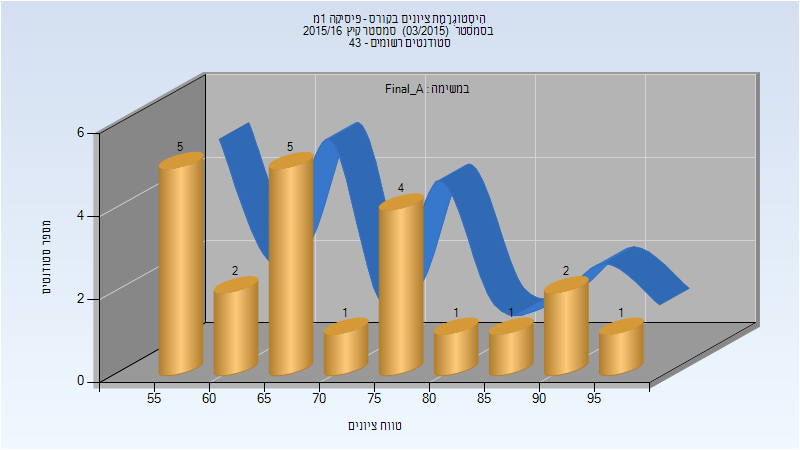 היסטוגרמת ציונים בקורס - פיסיקה 1מ
בסמסטר (03/2015) סמסטר קיץ 2015/16
סטודנטים רשומים - 43
במשימה : Final_A
6
4
2
0
5
2
5
1
4
1
1
2
1
55 60 65 70 75 80 85 90 95
מספר סטודנטים
טווח ציונים